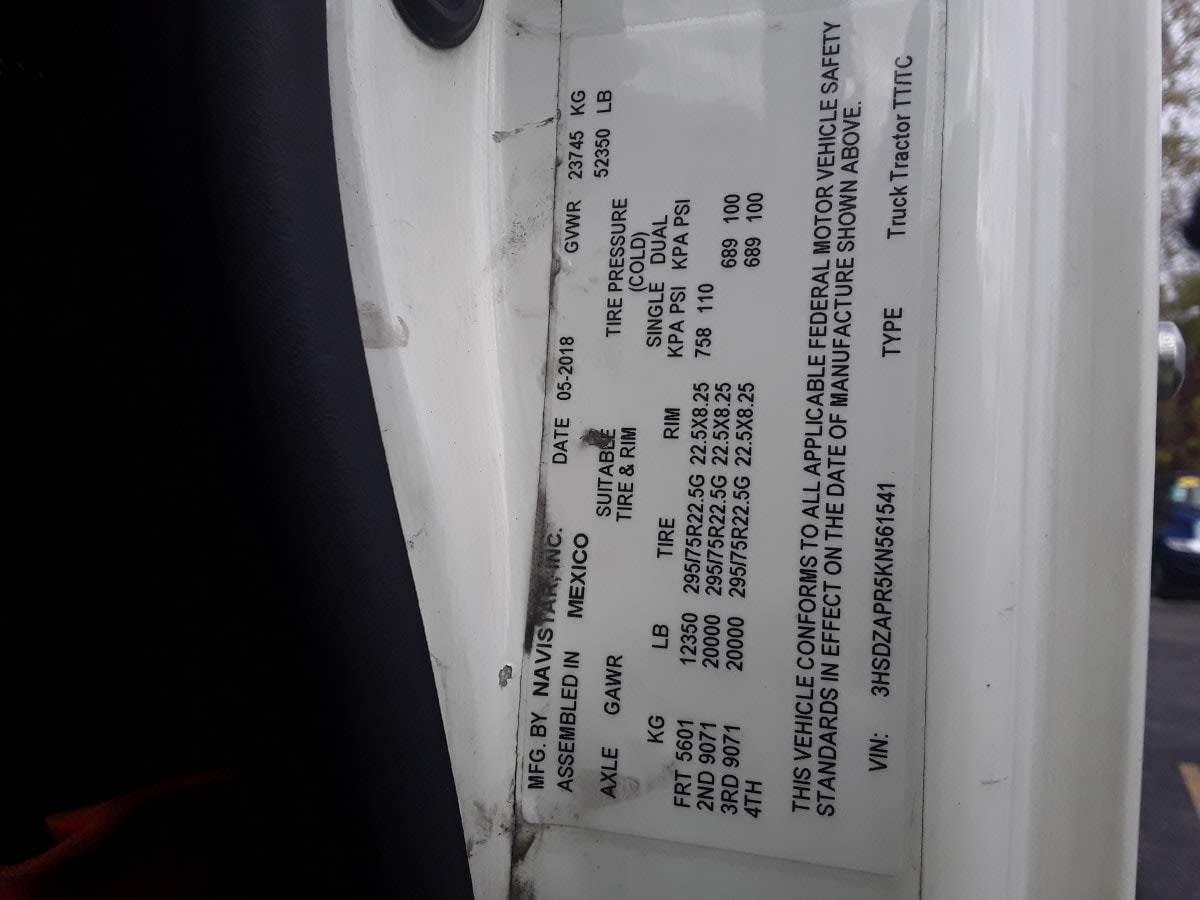 MFG. BY NAVISTAR, INC. DATE 05-2018 GVWR 23745 KG
ASSEMBLED IN MEXICO 52350 LB
AXLE GAWR SUITABLE TIRE PRESSURE
TIRE & RIM (COLD)
SINGLE DUAL
KG LB TIRE RIM KPA PSI KPA PSI
FRT 5601 12350 295/75R22.5G 22.5X8.25 758 110
2ND 9071 20000 295/75R22.5G 22.5X8.25 689 100
3RD 9071 20000 295/75R22.5G 22.5X8.25 689 100
4TH
THIS VEHICLE CONFORMS TO ALL APPLICABLE FEDERAL MOTOR VEHICLE SAFETY
STANDARDS IN EFFECT ON THE DATE OF MANUFACTURE SHOWN ABOVE.
VIN: 3HSDZAPR5KN561541 TYPE Truck Tractor TT/TC